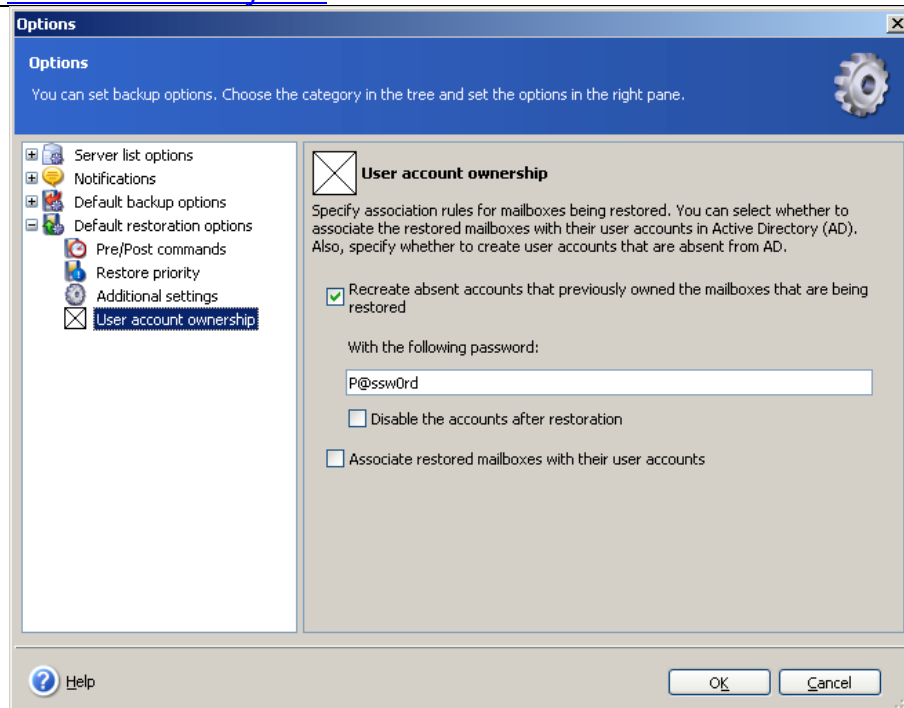 Options
Options
You can set backup options. Choose the category in the tree and set the options in the right pane.
Server list options
Notifications
Default backup options
Default restoration options
Pre/Post commands
Restore priority
Additional settings
User account ownership
User account ownership
Specify association rules for mailboxes being restored. You can select whether to
associate the restored mailboxes with their user accounts in Active Directory (AD).
Also, specify whether to create user accounts that are absent from AD.
Recreate absent accounts that previously owned the mailboxes that are being
restored
With the following password:
P@ssw0rd
Disable the accounts after restoration
Associate restored mailboxes with their user accounts
Help
OK
Cancel